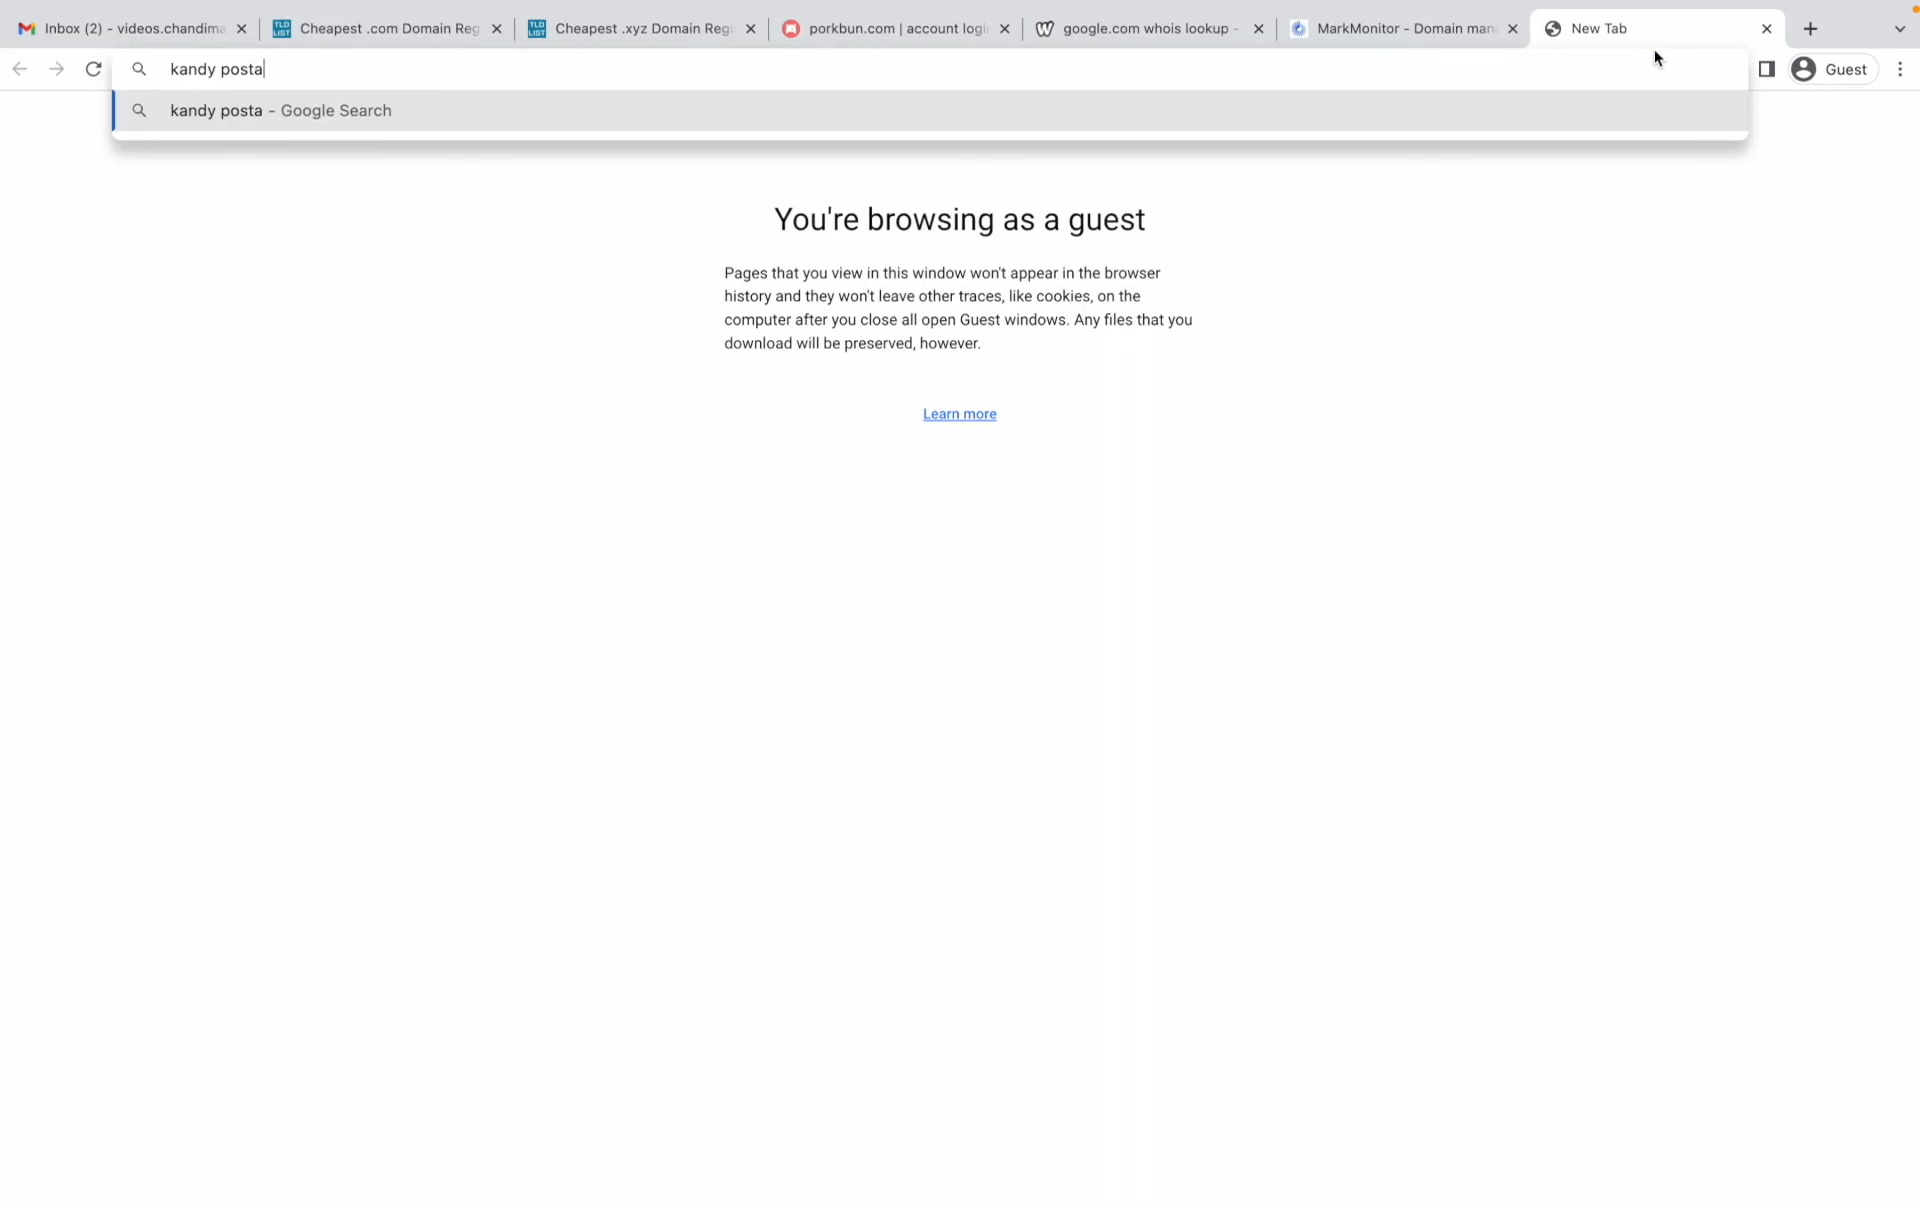 Inbox (2) - videos.chandima
Cheapest .com Domain Reg
Cheapest .xyz Domain Regi
porkbun.com | account logi
google.com whois lookup -
MarkMonitor - Domain man
New Tab
kandy posta
Guest
kandy posta - Google Search
You're browsing as a guest
Pages that you view in this window won't appear in the browser
history and they won't leave other traces, like cookies, on the
computer after you close all open Guest windows. Any files that you
download will be preserved, however.
Learn more